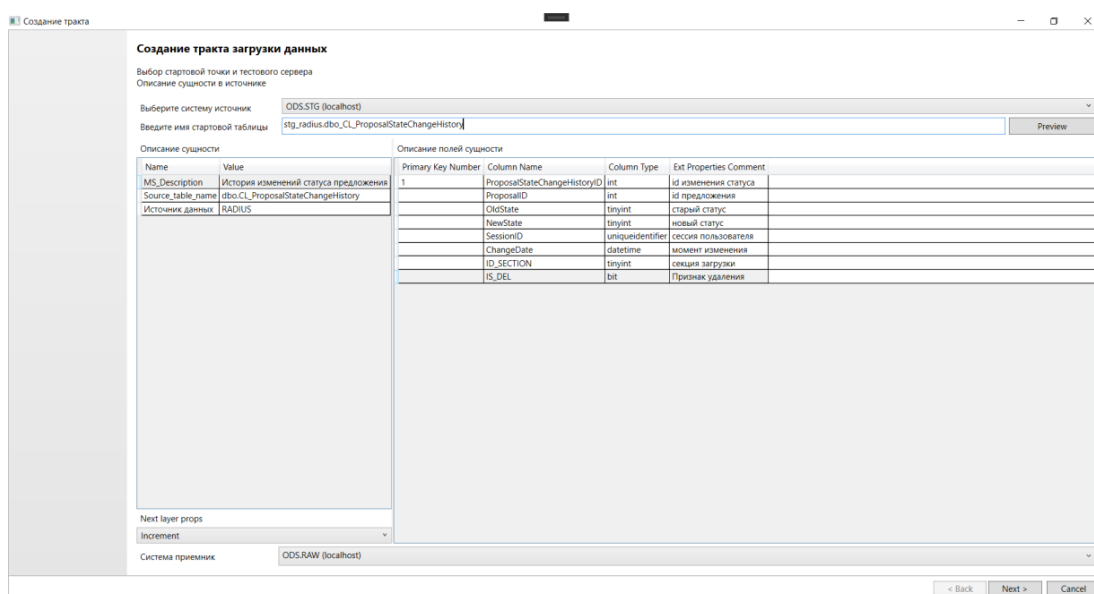 Создание тракта
Создание тракта загрузки данных
Выбор стартовой точки и тестового сервера
Описание сущности в источнике
Выберите систему источник ODS.STG (localhost)
Введите имя стартовой таблицы stg_radius.dbo_CL_ProposalStateChangeHistory Preview
Описание сущности
Name Value
MS_Description История изменений статуса предложения
Source_table_name dbo.CL_ProposalStateChangeHistory
Источник данных RADIUS
Описание полей сущности
Primary Key Number Column Name Column Type Ext Properties Comment
1 ProposalStateChangeHistoryID int id изменения статуса
ProposalID int id предложения
OldState tinyint старый статус
NewState tinyint новый статус
SessionID uniqueidentifier сессия пользователя
ChangeDate datetime момент изменения
ID_SECTION tinyint секция загрузки
IS_DEL bit Признак удаления
Next layer props
Increment
Система приемник ODS.RAW (localhost)
< Back Next > Cancel